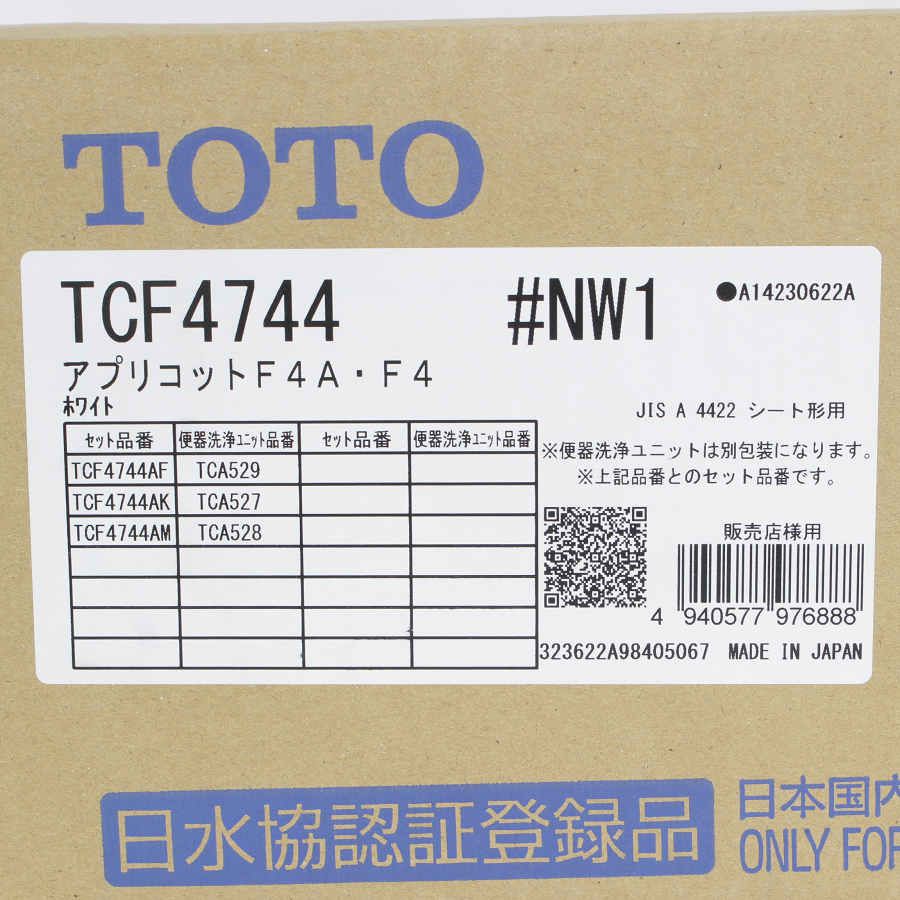 TOTO
TCF4744 #NW1 ●A14230622A
アプリコットF4A・F4
ホワイト
JIS A 4422 シート形用
セット品番 便器洗浄ユニット品番 セット品番 便器洗浄ユニット品番
TCF4744AF TCA529
TCF4744AK TCA527
TCF4744AM TCA528
※便器洗浄ユニットは別包装になります。
※上記品番とのセット品番です。
販売店様用
4 940577 976888
323622A98405067 MADE IN JAPAN
日水協認証登録品
日本国内
ONLY FOR